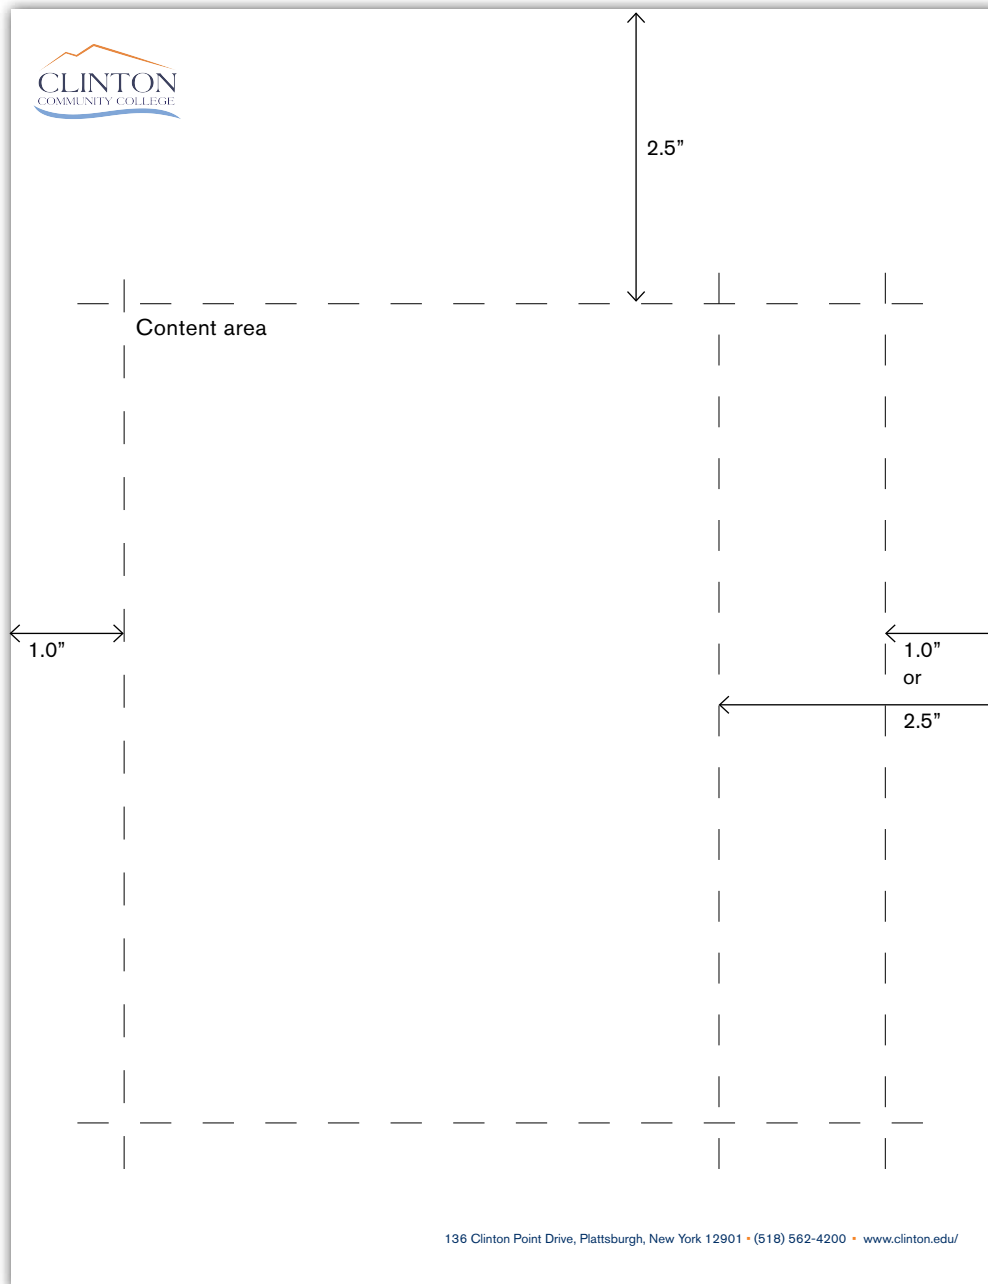 CLINTON
COMMUNITY COLLEGE
2.5”
Content area
1.0”
1.0”
or
2.5”
136 Clinton Point Drive, Plattsburgh, New York 12901 • (518) 562-4200 • www.clinton.edu/